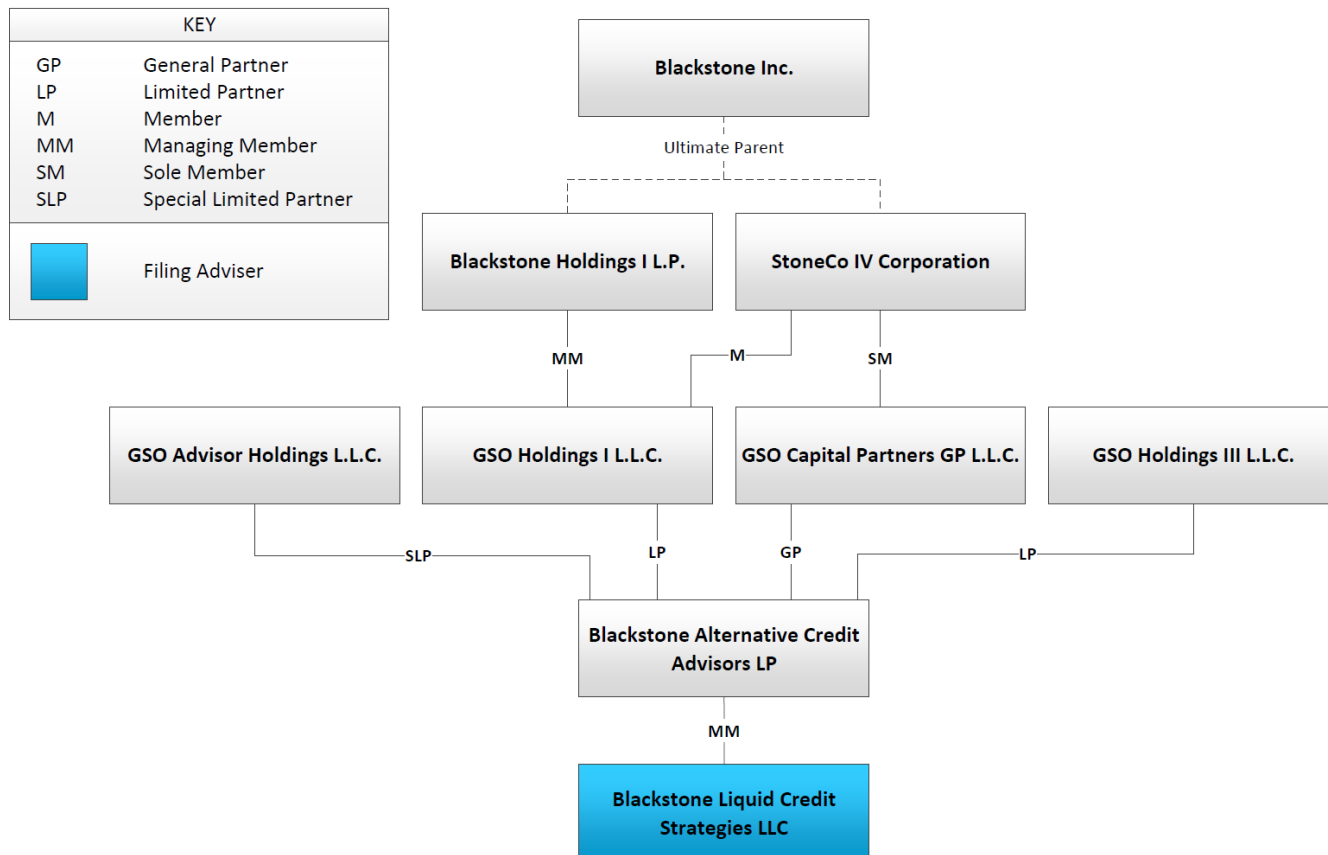 KEY
GP General Partner
LP Limited Partner
M Member
MM Managing Member
SM Sole Member
SLP Special Limited Partner
Filing Adviser
Blackstone Inc.
Ultimate Parent
Blackstone Holdings I L.P.
StoneCo IV Corporation
MM
M
SM
GSO Advisor Holdings L.L.C.
GSO Holdings I L.L.C.
GSO Capital Partners GP L.L.C.
GSO Holdings III L.L.C.
SLP
LP
GP
LP
Blackstone Alternative Credit
Advisors LP
MM
Blackstone Liquid Credit
Strategies LLC